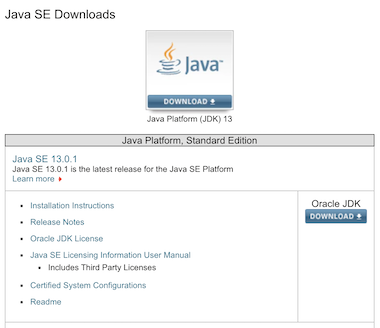 Java SE Downloads
Java™
DOWNLOAD
Java Platform (JDK) 13
Java Platform, Standard Edition
Java SE 13.0.1
Java SE 13.0.1 is the latest release for the Java SE Platform
Learn more
Installation Instructions
Release Notes
Oracle JDK License
Java SE Licensing Information User Manual
Includes Third Party Licenses
Certified System Configurations
Readme
Oracle JDK
DOWNLOAD